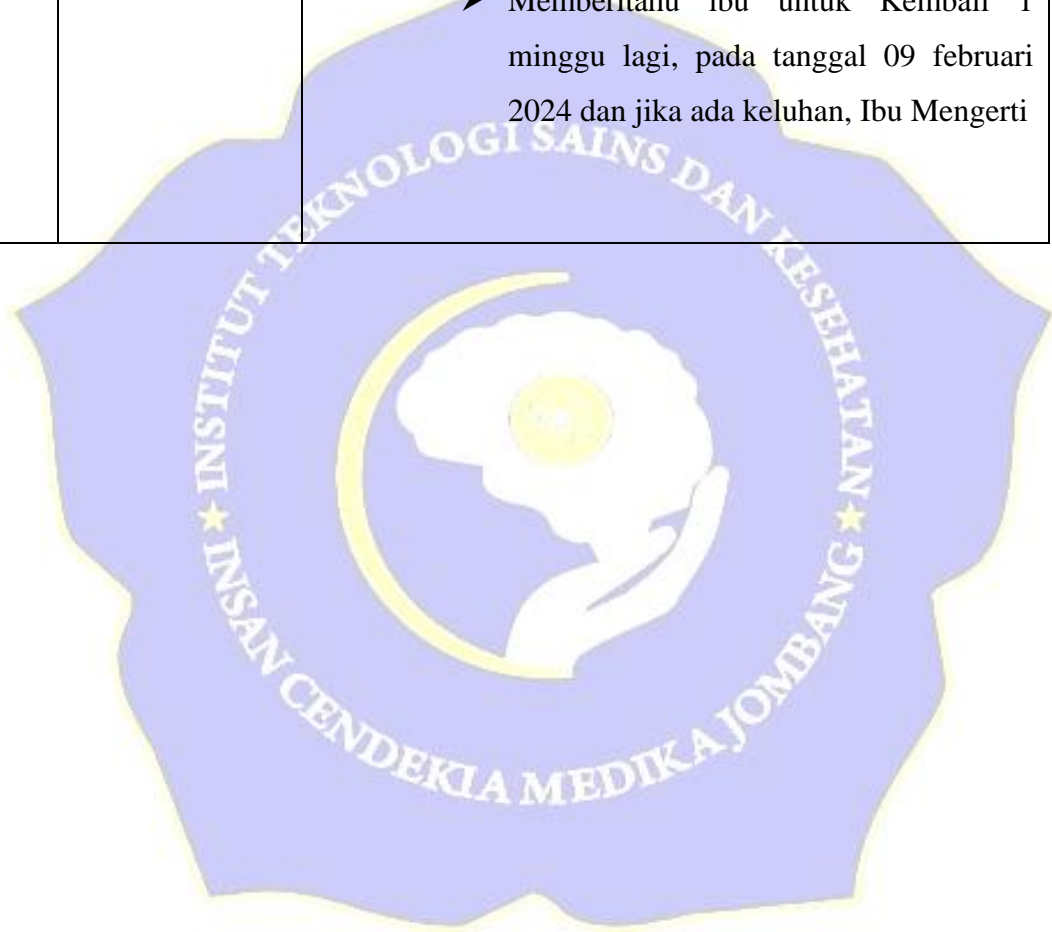 ➤ Memberitahu ibu untuk Kembali 1
minggu lagi, pada tanggal 09 februari
2024 dan jika ada keluhan, Ibu Mengerti
INSTITUT TEKNOLOGI SAINS DAN KESEHATAN
★ INSAN CENDEKIA MEDIKA JOMBANG ★